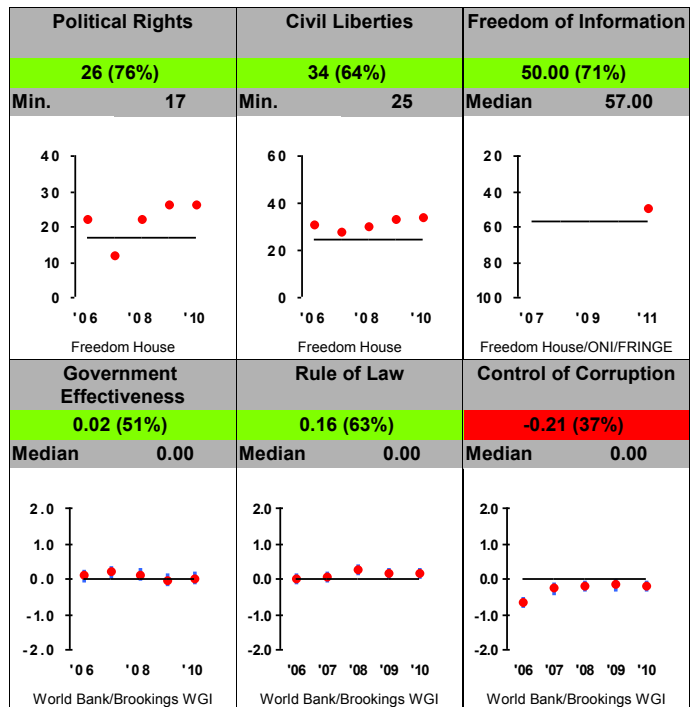 Political Rights
Civil Liberties
Freedom of Information
26 (76%)
34 (64%)
50.00 (71%)
Min. 17
Min. 25
Median 57.00
40
30
20
10
0
'06 '08 '10
Freedom House
60
40
20
0
'06 '08 '10
Freedom House
20
40
60
80
100
'07 '09 '11
Freedom House/ONI/FRINGE
Government
Effectiveness
Rule of Law
Control of Corruption
0.02 (51%)
0.16 (63%)
-0.21 (37%)
Median 0.00
Median 0.00
Median 0.00
2.0
1.0
0.0
-1.0
-2.0
'06 '08 '10
World Bank/Brookings WGI
2.0
1.0
0.0
-1.0
-2.0
'06 '07 '08 '09 '10
World Bank/Brookings WGI
2.0
1.0
0.0
-1.0
-2.0
'06 '07 '08 '09 '10
World Bank/Brookings WGI